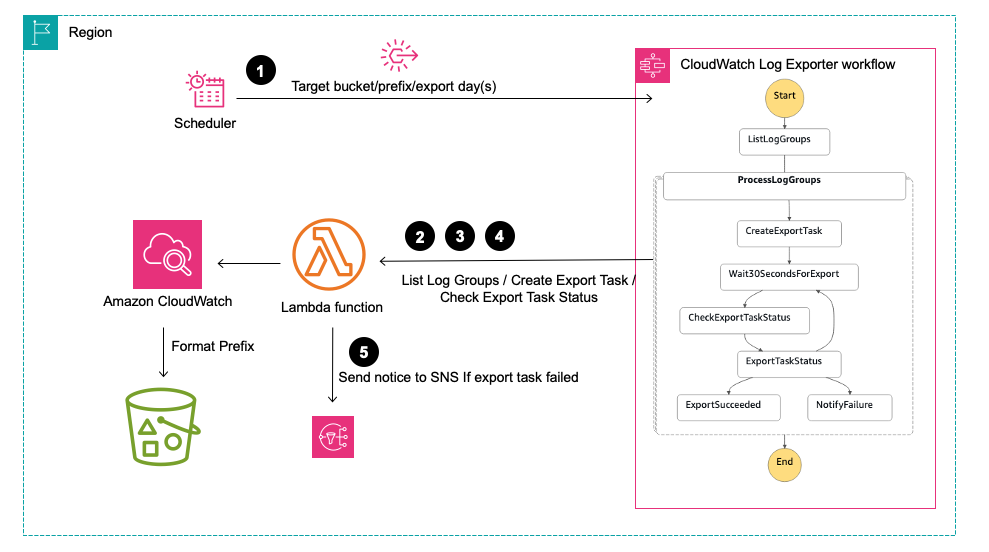 Region
1
Target bucket/prefix/export day(s)
Scheduler
CloudWatch Log Exporter workflow
Start
ListLogGroups
ProcessLogGroups
CreateExportTask
Wait30SecondsForExport
CheckExportTaskStatus
ExportTaskStatus
ExportSucceeded
NotifyFailure
End
2 3 4
List Log Groups / Create Export Task /
Check Export Task Status
Lambda function
Amazon CloudWatch
Format Prefix
5
Send notice to SNS If export task failed